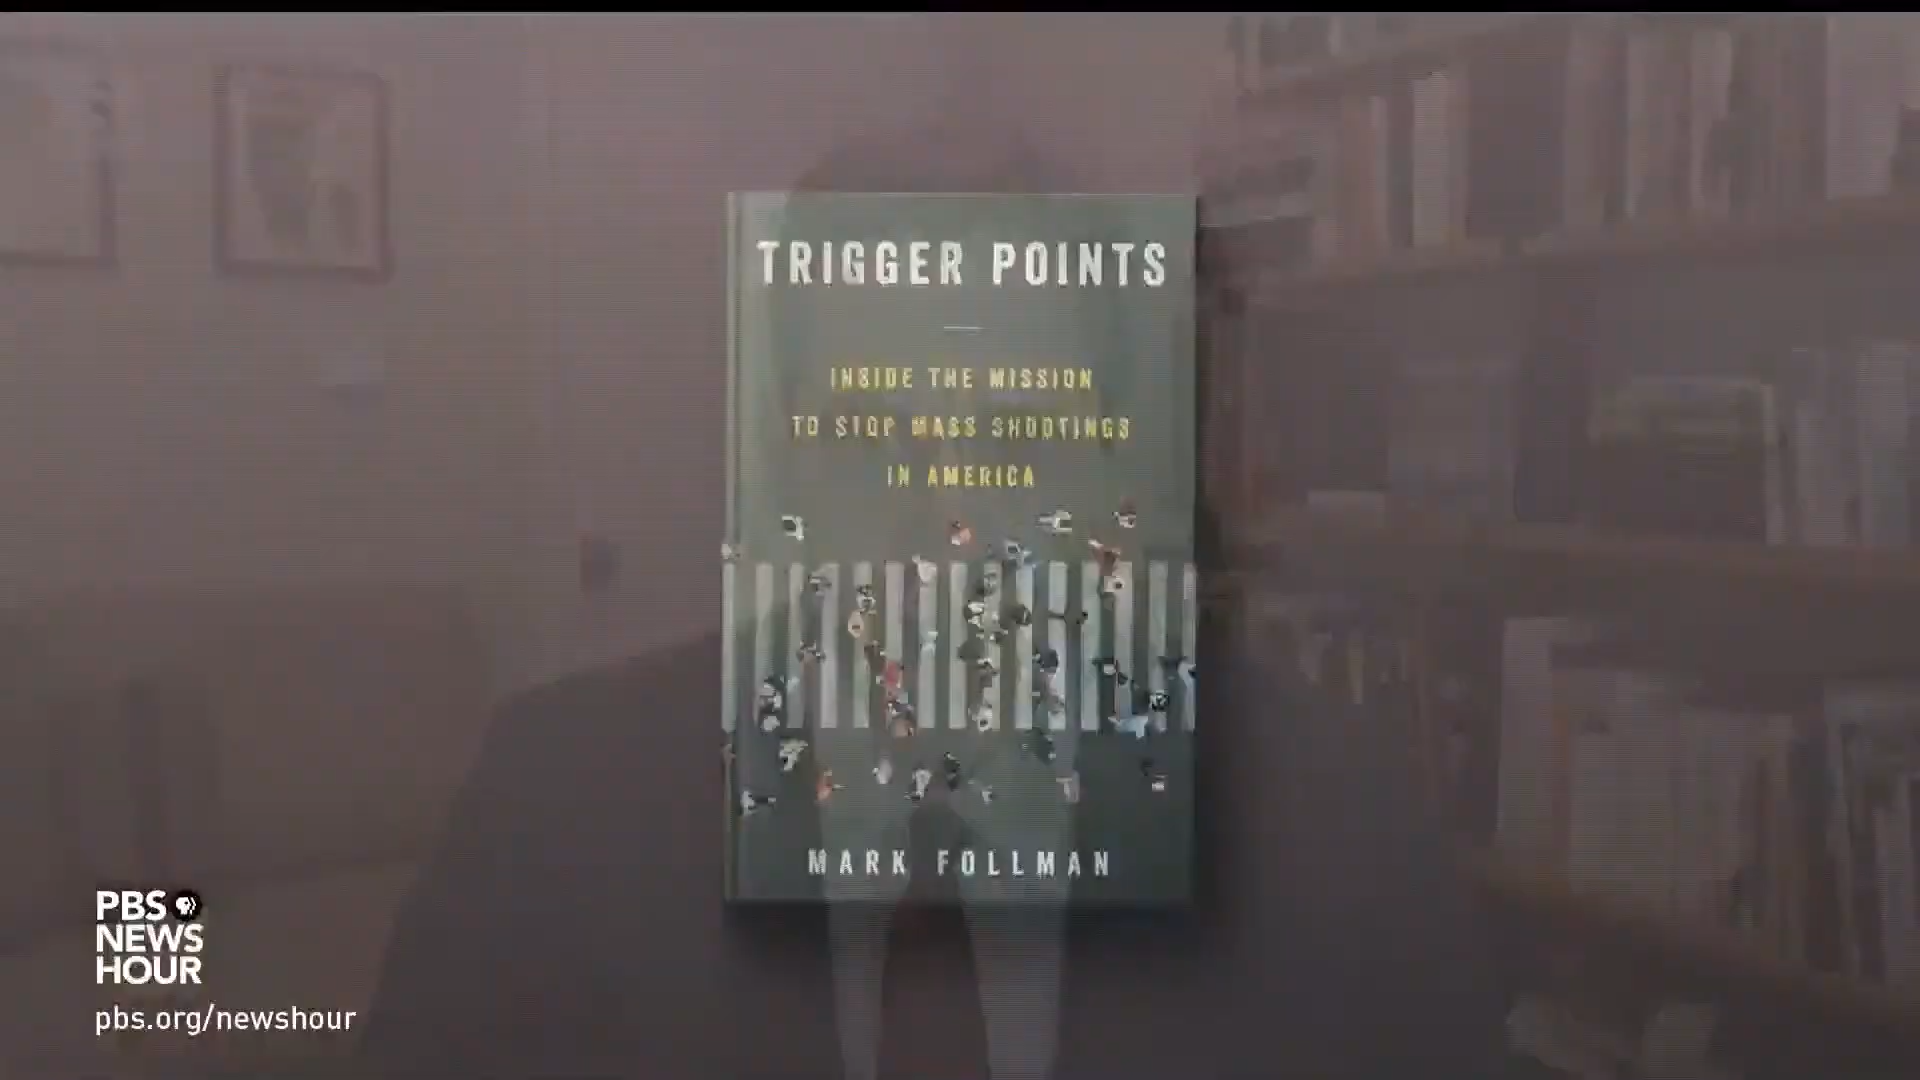 TRIGGER POINTS
INSIDE THE MISSION
TO STOP MASS SHOOTINGS
IN AMERICA
MARK FOLLMAN
PBS
NEWS
HOUR
pbs.org/newshour